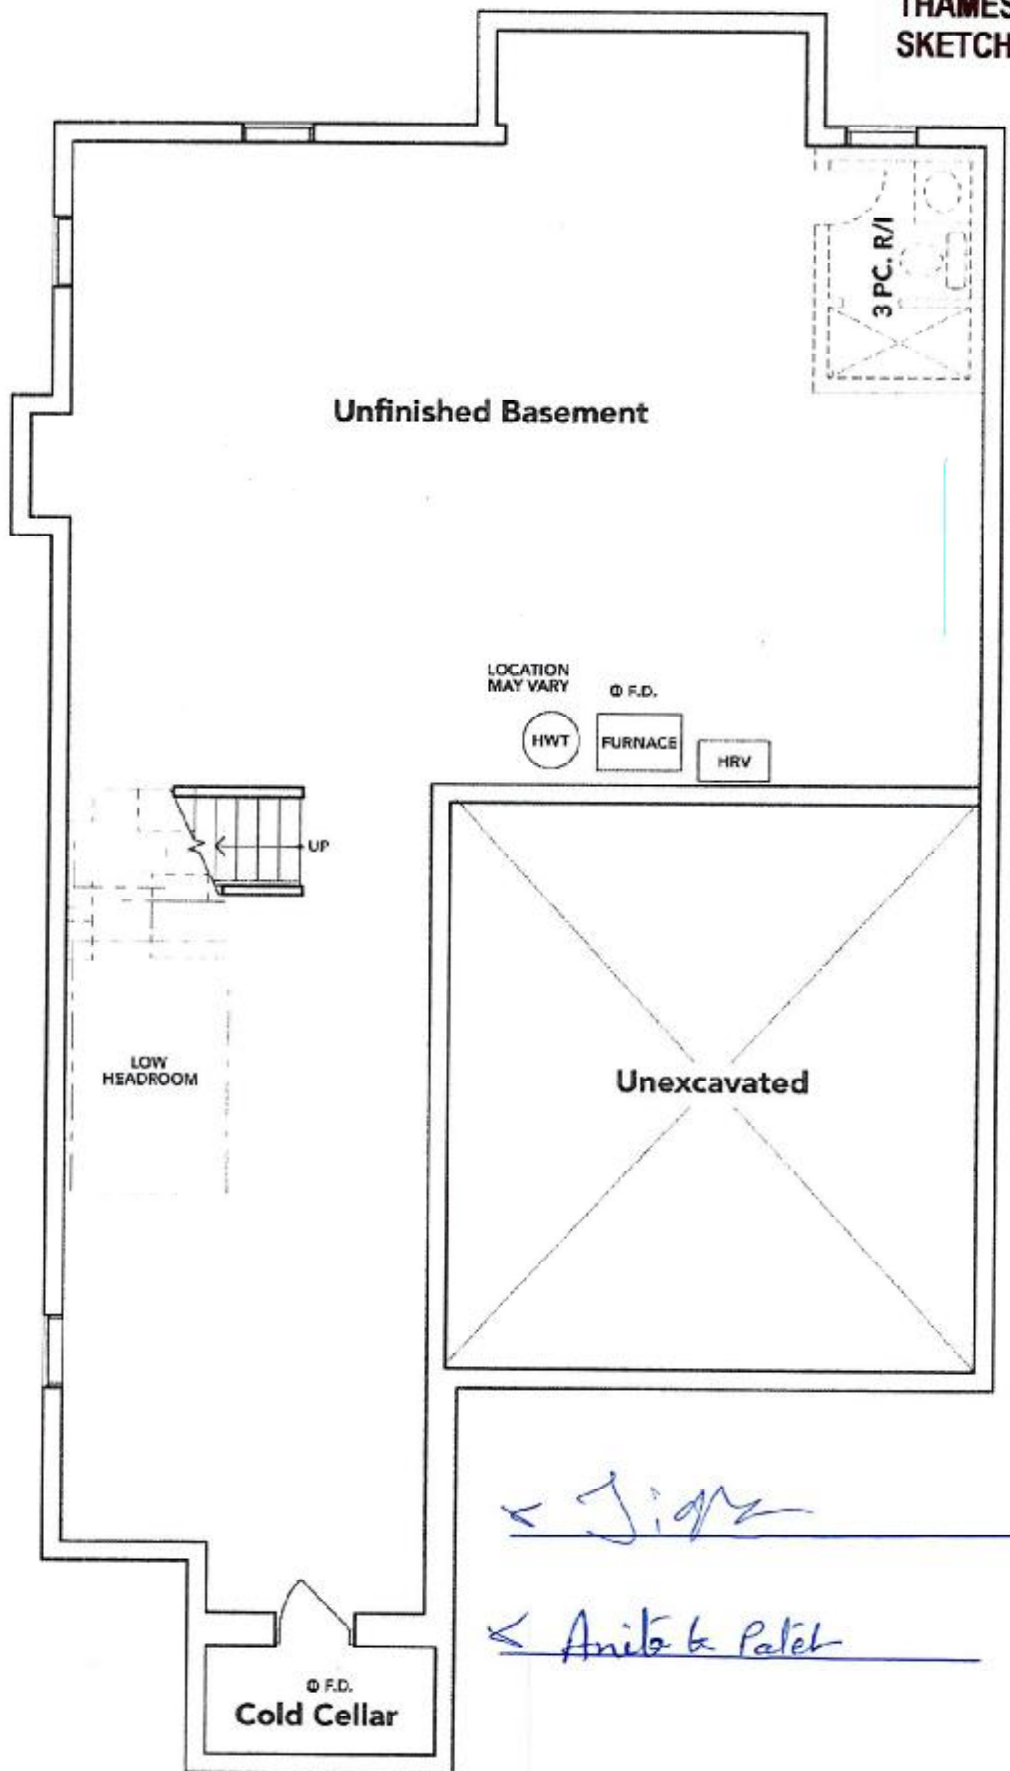 THAMES
SKETCH
3 PC. R/I
Unfinished Basement
LOCATION
MAY VARY
F.D.
HWT
FURNACE
HRV
UP
LOW
HEADROOM
Unexcavated
Patel
F.D.
Cold Cellar